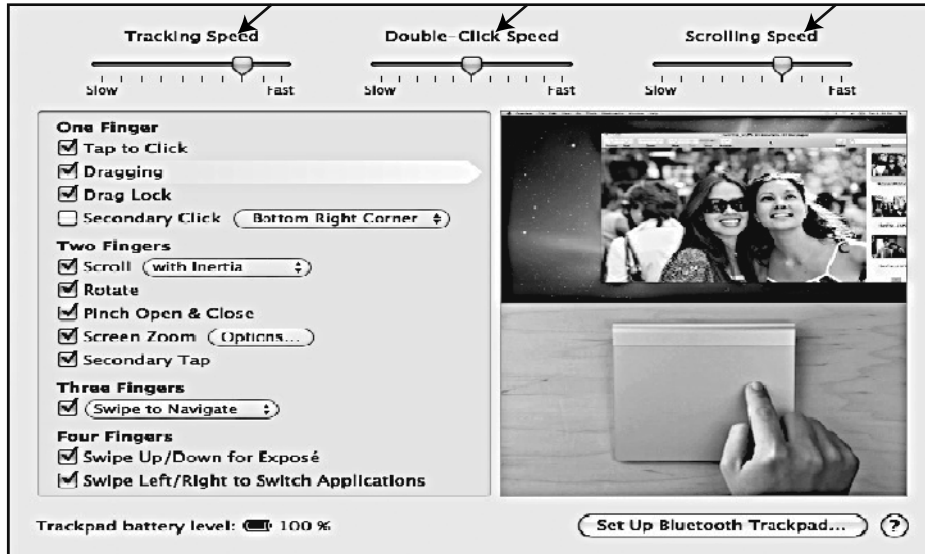 Tracking Speed
Double-Click Speed
Scrolling Speed
Slow Fast
Slow Fast
Slow Fast
One Finger
Tap to Click
Dragging
Drag Lock
Secondary Click Bottom Right Corner
Two Fingers
Scroll with Inertia
Rotate
Pinch Open & Close
Screen Zoom Options...
Secondary Tap
Three Fingers
Swipe to Navigate
Four Fingers
Swipe Up/Down for Exposé
Swipe Left/Right to Switch Applications
Trackpad battery level: 100 %
Set Up Bluetooth Trackpad... ?